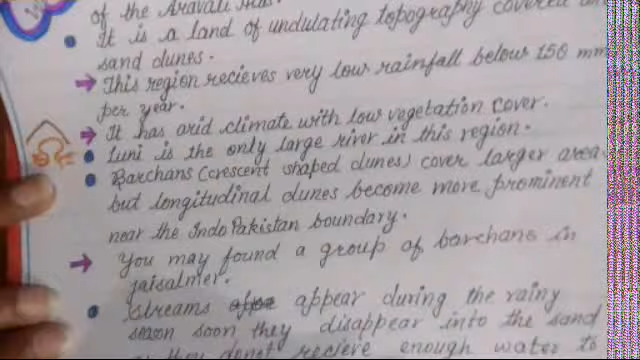 of the Aravali Hills.
It is a land of undulating topography covered
sand dunes.
This region recieves very low rainfall below 150 mm
per year.
It has arid climate with low vegetation cover.
Luni is the only large river in this region.
Barchans (crescent shaped dunes) cover larger area
but longitudinal dunes become more prominent
near the Indo Pakistan boundary.
You may found a group of barchans in
jaisalmer.
Streams appear during the rainy
season soon they disappear into the sand
they donot recieve enough water to